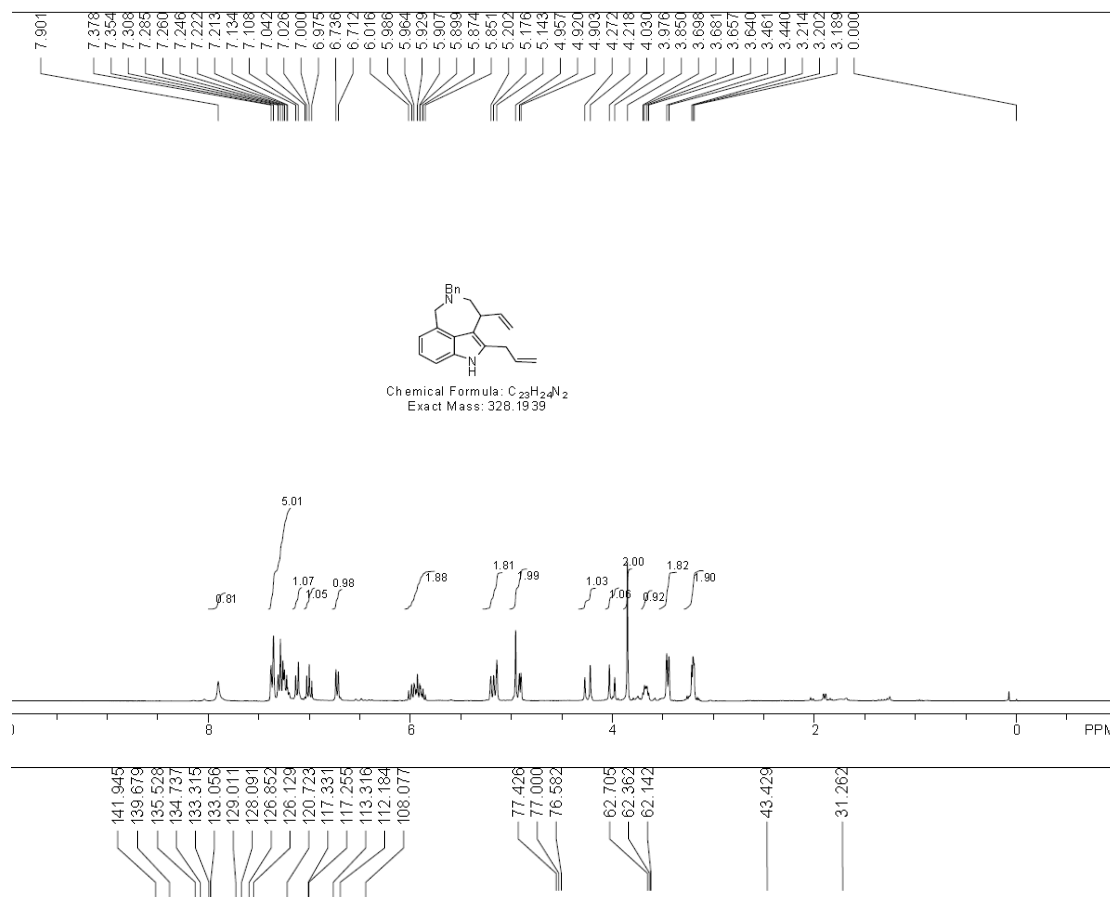 7.901 7.378 7.354 7.308 7.285 7.260 7.246 7.222 7.213 7.134 7.108 7.042 7.026 7.000 6.975 6.736 6.712 6.016 5.986 5.964 5.929 5.907 5.899 5.874 5.851 5.202 5.176 5.143 4.957 4.920 4.903 4.272 4.218 4.030 3.976 3.850 3.698 3.681 3.657 3.640 3.461 3.440 3.214 3.202 3.189 0.000
Bn
N
N
H
Chemical Formula: C23H24N2
Exact Mass: 328.1939
5.01
0.81 1.07 1.05 0.98 1.88 1.81 1.99 1.03 1.06 2.00 0.92 1.82 1.90
8 6 4 2 0 PPM
141.945 139.679 135.528 134.737 133.315 133.056 129.011 128.091 126.852 126.129 120.723 117.331 117.255 113.316 112.184 108.077 77.426 77.000 76.582 62.705 62.362 62.142 43.429 31.262